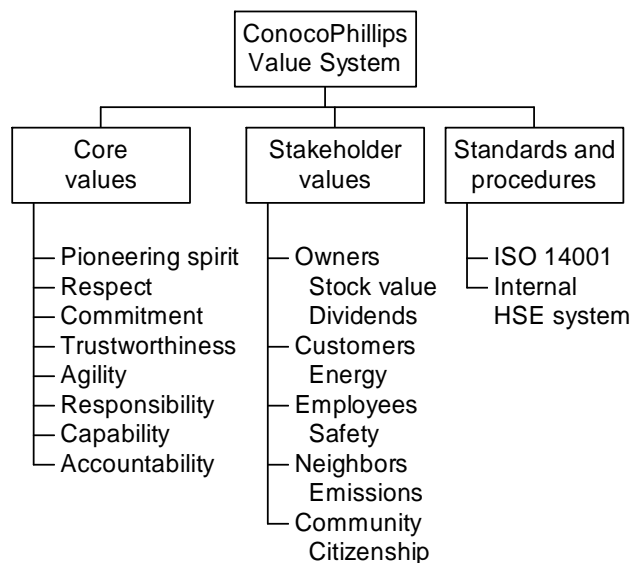 ConocoPhillips
Value System
Core
values
Stakeholder
values
Standards and
procedures
Pioneering spirit
Respect
Commitment
Trustworthiness
Agility
Responsibility
Capability
Accountability
Owners
Stock value
Dividends
Customers
Energy
Employees
Safety
Neighbors
Emissions
Community
Citizenship
ISO 14001
Internal
HSE system